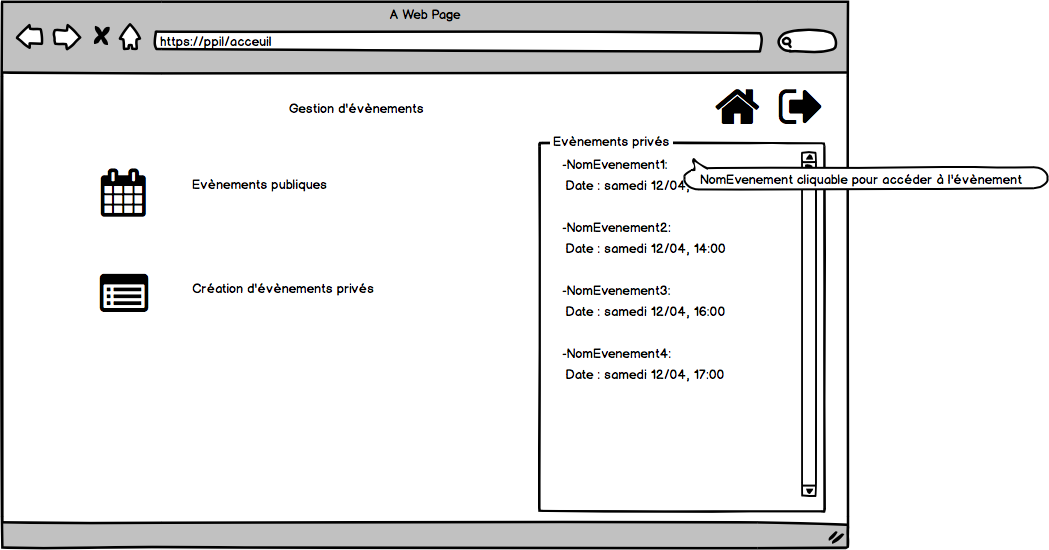 A Web Page
https://ppil/acceuil
Gestion d'évènements
Evènements publiques
Création d'évènements privés
Evènements privés
-NomEvenement1:
Date : samedi 12/04,
NomEvenement cliquable pour accéder à l'évènement
-NomEvenement2:
Date : samedi 12/04, 14:00
-NomEvenement3:
Date : samedi 12/04, 16:00
-NomEvenement4:
Date : samedi 12/04, 17:00